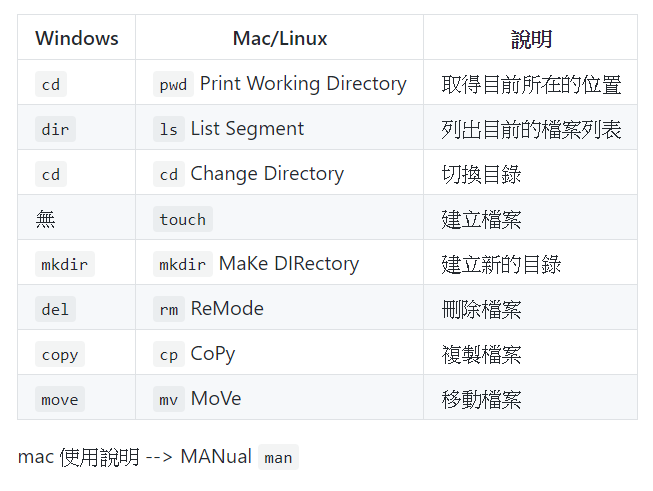 Windows Mac/Linux 說明
cd pwd Print Working Directory 取得目前所在的位置
dir ls List Segment 列出目前的檔案列表
cd cd Change Directory 切換目錄
無 touch 建立檔案
mkdir mkdir MaKe DIRectory 建立新的目錄
del rm ReMode 刪除檔案
copy cp CoPy 複製檔案
move mv MoVe 移動檔案
mac 使用說明 --> MANual man